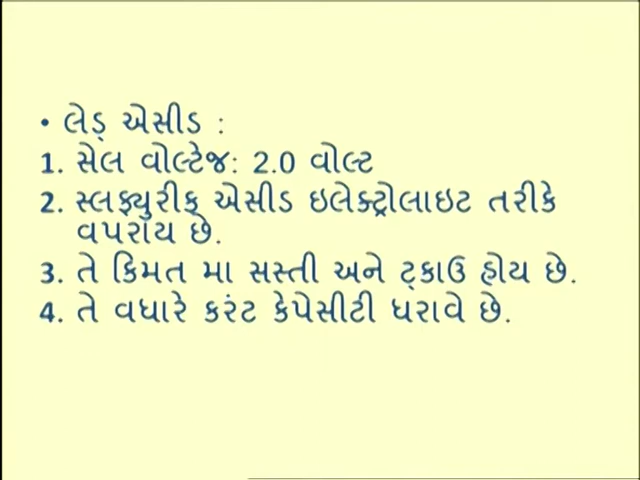 • લેડ્ એસીડ :
1. સેલ વોલ્ટેજ: 2.0 વોલ્ટ
2. સ્લફ્યુરીક્ એસીડ ઇલેક્ટ્રોલાઇટ તરીકે
વપરાય છે.
3. તે કિમત મા સસ્તી અને ટ્કાઉ હોય છે.
4. તે વધારે કરંટ કેપેસીટી ધરાવે છે.